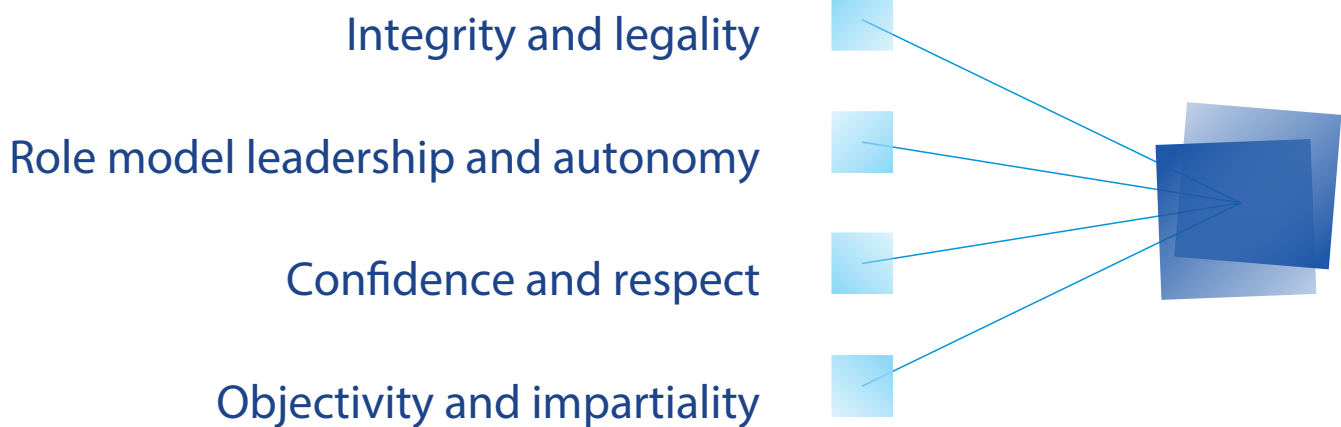 Integrity and legality
Role model leadership and autonomy
Confidence and respect
Objectivity and impartiality